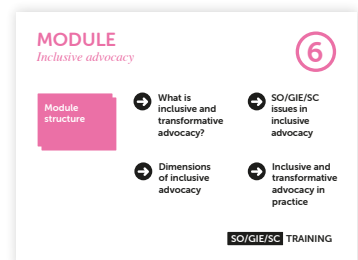 MODULE
Inclusive advocacy
6
Module
structure
What is
inclusive and
transformative
advocacy?
SO/GIE/SC
issues in
inclusive
advocacy
Dimensions
of inclusive
advocacy
Inclusive and
transformative
advocacy in
practice
SO/GIE/SC TRAINING